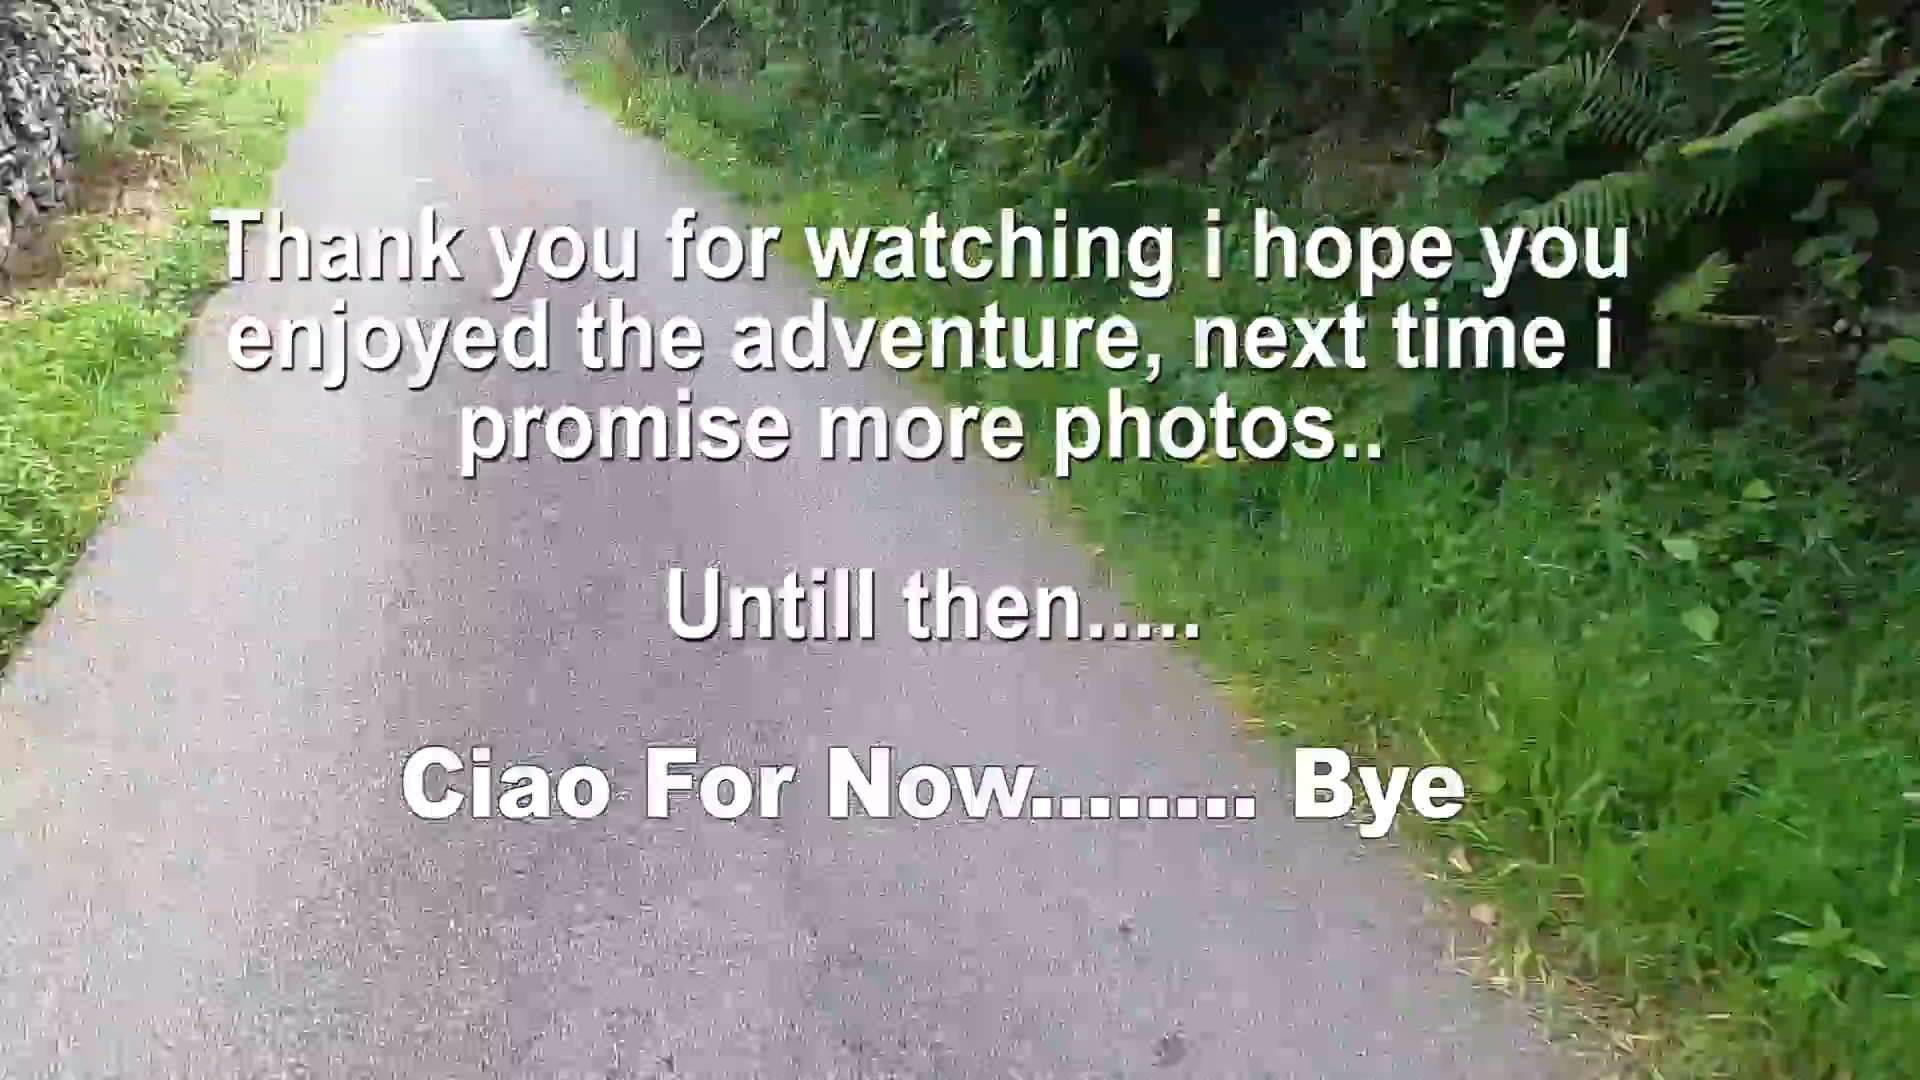 Thank you for watching i hope you
enjoyed the adventure, next time i
promise more photos..
Untill then.....
Ciao For Now........ Bye